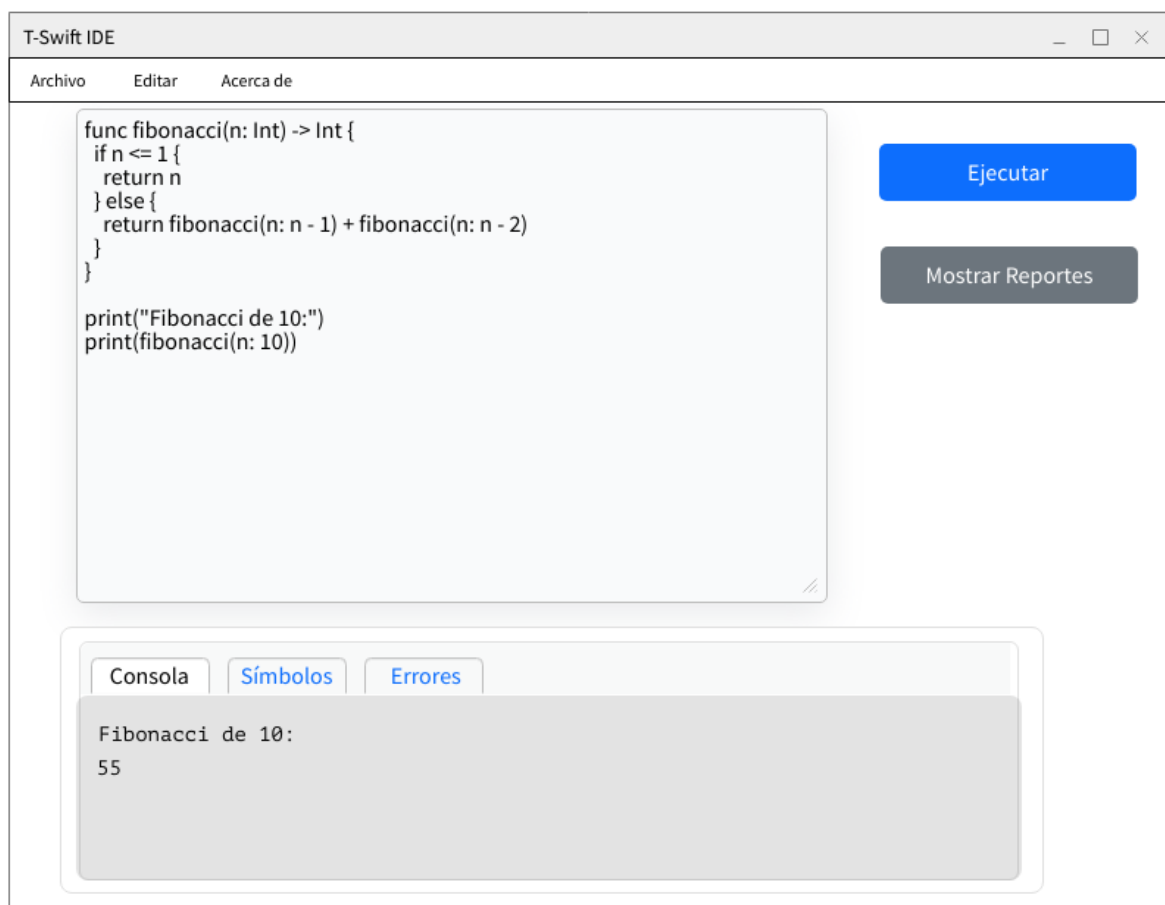 T-Swift IDE
Archivo Editar Acerca de
func fibonacci(n: Int) -> Int {
  if n <= 1 {
    return n
  } else {
    return fibonacci(n: n - 1) + fibonacci(n: n - 2)
  }
}

print("Fibonacci de 10:")
print(fibonacci(n: 10))
Ejecutar
Mostrar Reportes
Consola Símbolos Errores
Fibonacci de 10:
55